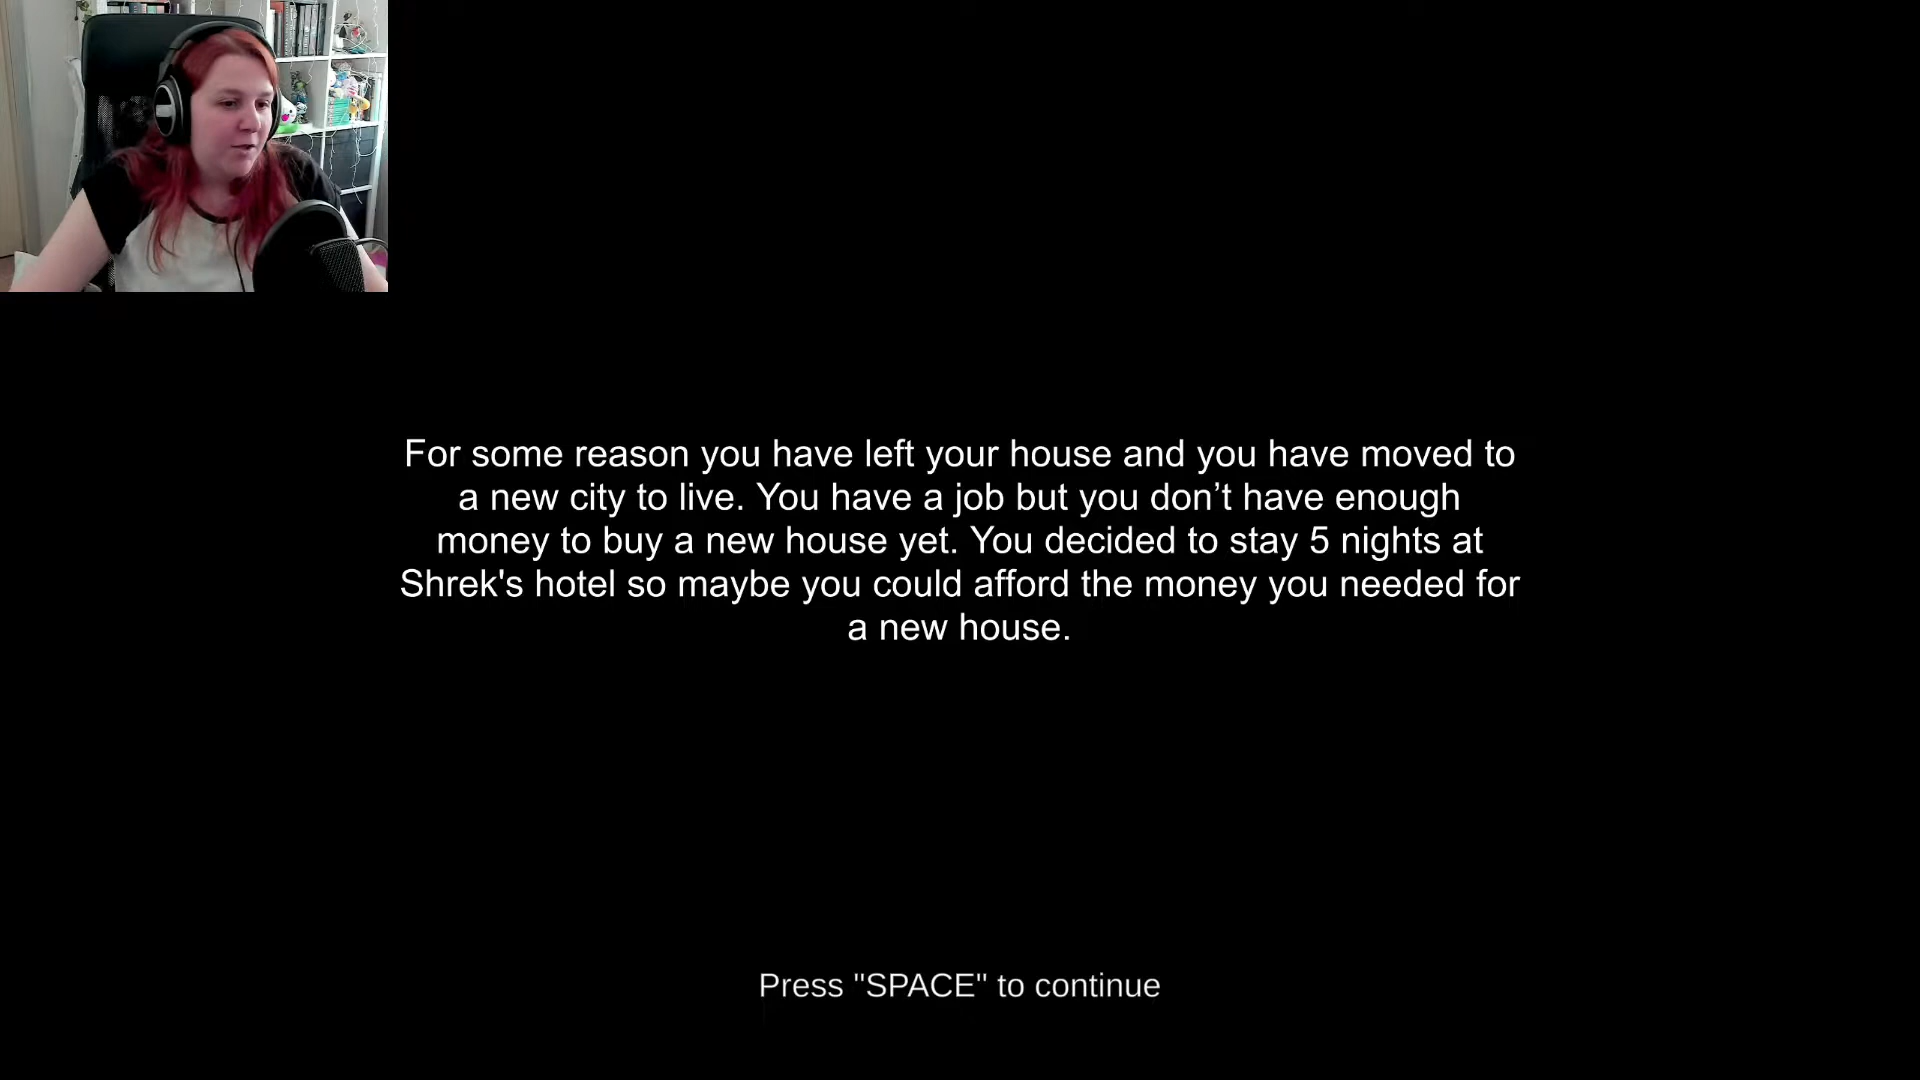 For some reason you have left your house and you have moved to
a new city to live. You have a job but you don’t have enough
money to buy a new house yet. You decided to stay 5 nights at
Shrek's hotel so maybe you could afford the money you needed for
a new house.
Press "SPACE" to continue